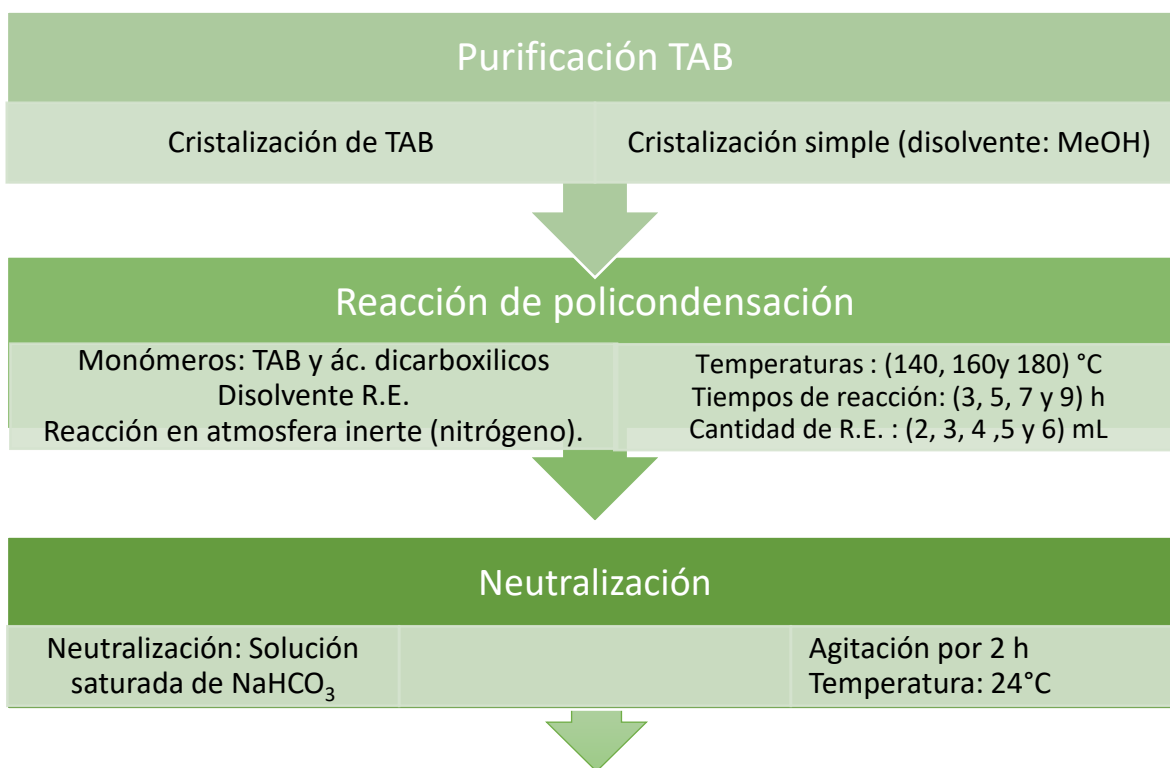 Purificación TAB
Cristalización de TAB
Cristalización simple (disolvente: MeOH)
Reacción de policondensación
Monómeros: TAB y ác. dicarboxilicos
Disolvente R.E.
Reacción en atmosfera inerte (nitrógeno).
Temperaturas : (140, 160y 180) °C
Tiempos de reacción: (3, 5, 7 y 9) h
Cantidad de R.E. : (2, 3, 4 ,5 y 6) mL
Neutralización
Neutralización: Solución
saturada de NaHCO₃
Agitación por 2 h
Temperatura: 24°C